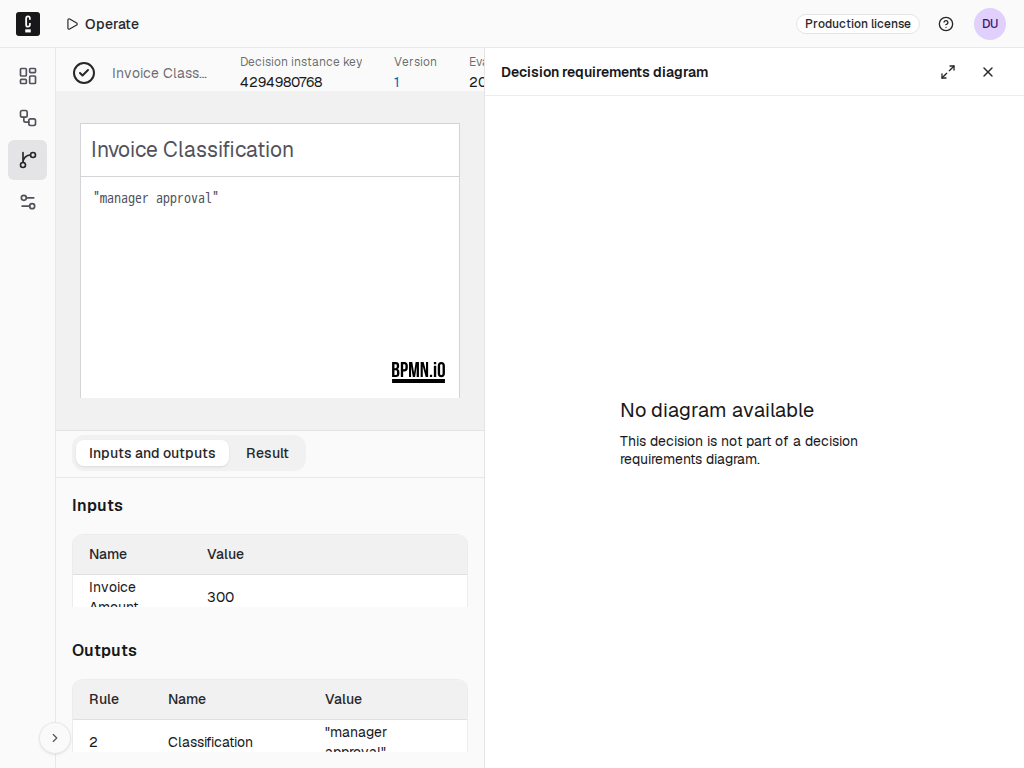 Operate
Production license
DU
Invoice Class...
Decision instance key
4294980768
Version
1
Decision requirements diagram
Invoice Classification
"manager approval"
BPMN.iO
No diagram available
This decision is not part of a decision
requirements diagram.
Inputs and outputs
Result
Inputs
Name Value
Invoice
Amount
300
Outputs
Rule Name Value
2 Classification "manager
approval"